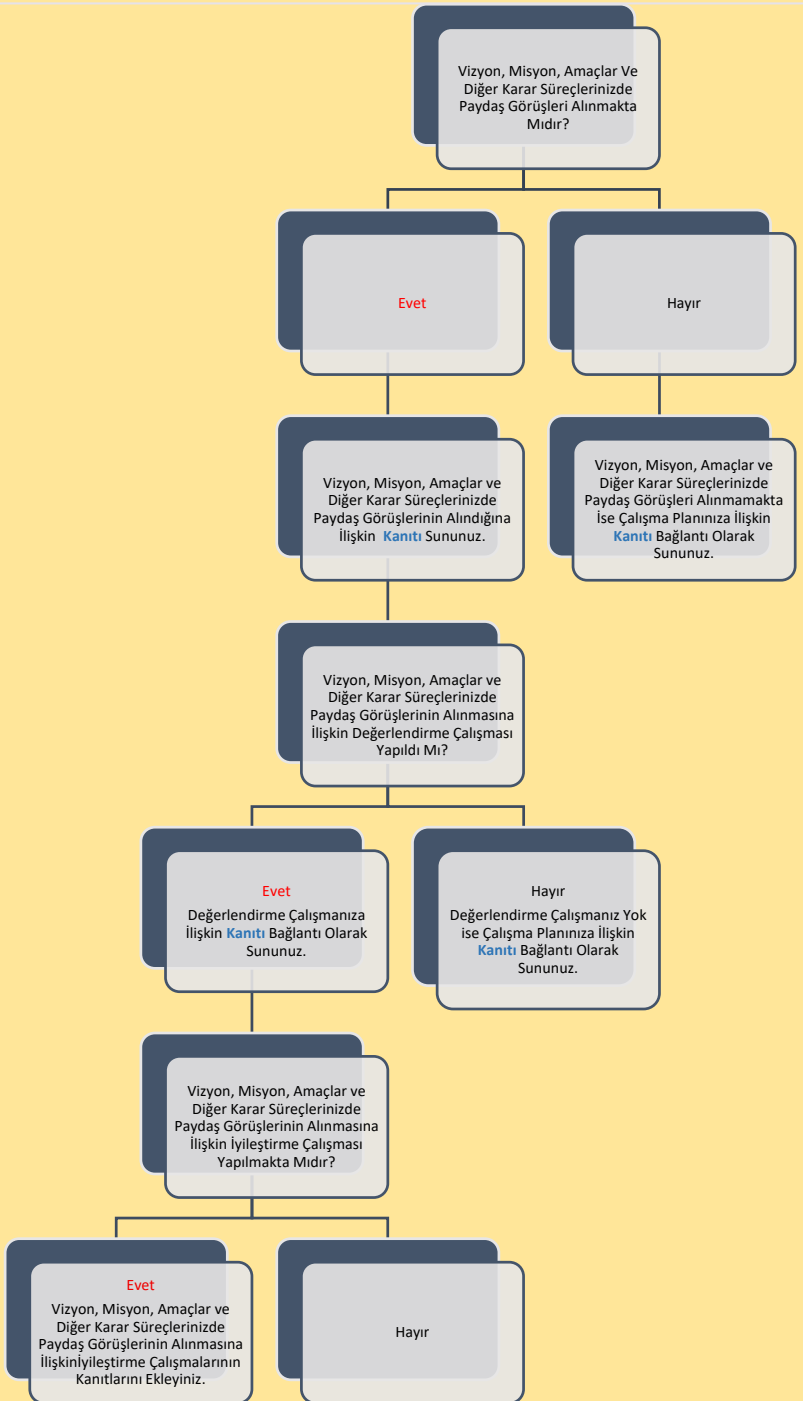 Vizyon, Misyon, Amaçlar Ve
Diğer Karar Süreçlerinizde
Paydaş Görüşleri Alınmakta
Mıdır?
Evet
Hayır
Vizyon, Misyon, Amaçlar ve
Diğer Karar Süreçlerinizde
Paydaş Görüşlerinin Alındığına
İlişkin Kanıtı Sununuz.
Vizyon, Misyon, Amaçlar ve
Diğer Karar Süreçlerinizde
Paydaş Görüşleri Alınmamakta
İse Çalışma Planınıza İlişkin
Kanıtı Bağlantı Olarak
Sununuz.
Vizyon, Misyon, Amaçlar ve
Diğer Karar Süreçlerinizde
Paydaş Görüşlerinin Alınmasına
İlişkin Değerlendirme Çalışması
Yapıldı Mı?
Evet
Değerlendirme Çalışmanıza
İlişkin Kanıtı Bağlantı Olarak
Sununuz.
Hayır
Değerlendirme Çalışmanız Yok
ise Çalışma Planınıza İlişkin
Kanıtı Bağlantı Olarak
Sununuz.
Vizyon, Misyon, Amaçlar ve
Diğer Karar Süreçlerinizde
Paydaş Görüşlerinin Alınmasına
İlişkin İyileştirme Çalışması
Yapılmakta Mıdır?
Evet
Vizyon, Misyon, Amaçlar ve
Diğer Karar Süreçlerinizde
Paydaş Görüşlerinin Alınmasına
İlişkinİyileştirme Çalışmalarının
Kanıtlarını Ekleyiniz.
Hayır